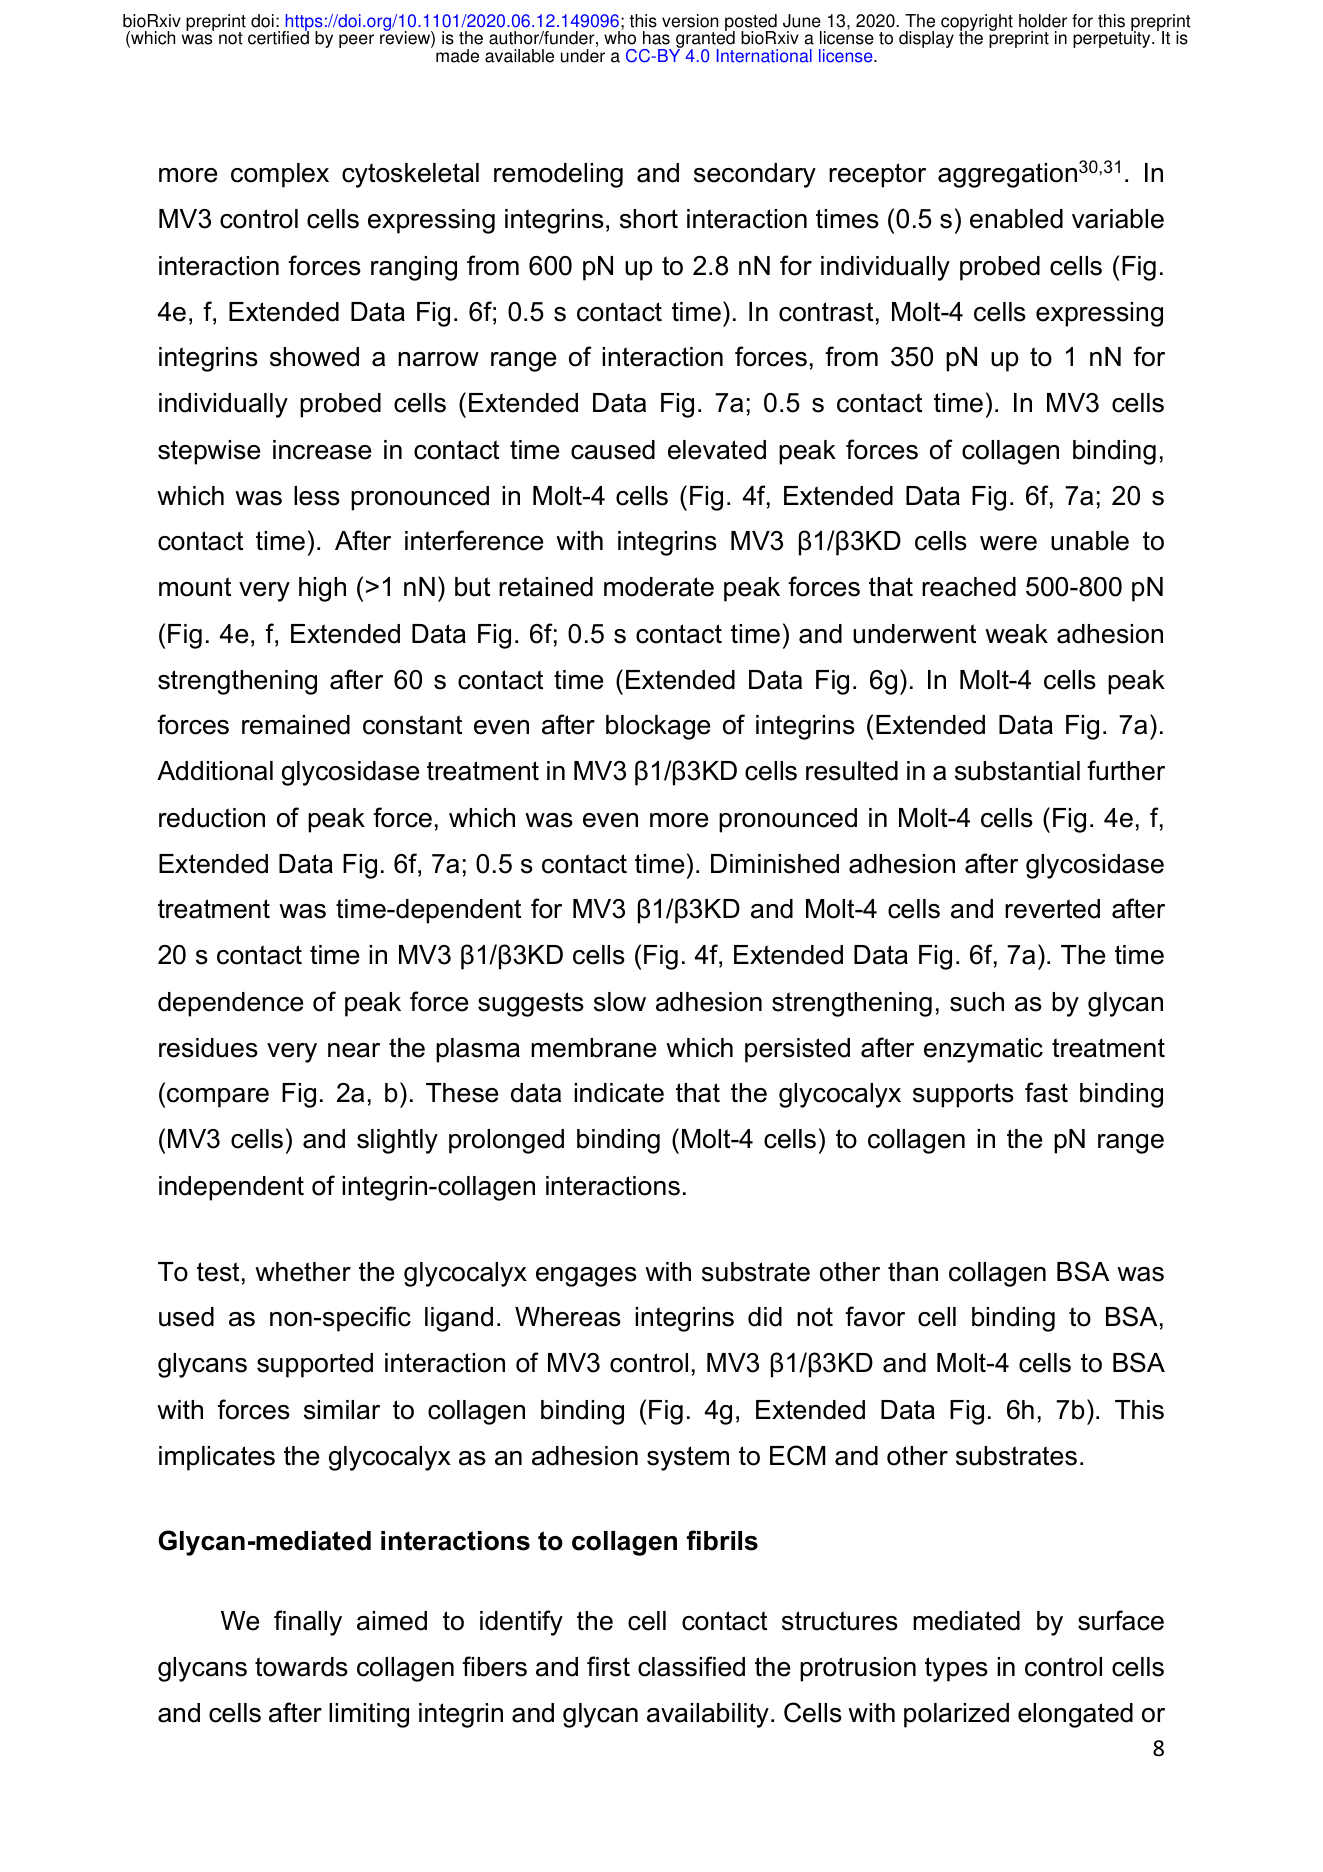 bioRxiv preprint doi: https://doi.org/10.1101/2020.06.12.149096; this version posted June 13, 2020. The copyright holder for this preprint
(which was not certified by peer review) is the author/funder, who has granted bioRxiv a license to display the preprint in perpetuity. It is
made available under a CC-BY 4.0 International license.
more complex cytoskeletal remodeling and secondary receptor aggregation30,31. In
MV3 control cells expressing integrins, short interaction times (0.5 s) enabled variable
interaction forces ranging from 600 pN up to 2.8 nN for individually probed cells (Fig.
4e, f, Extended Data Fig. 6f; 0.5 s contact time). In contrast, Molt-4 cells expressing
integrins showed a narrow range of interaction forces, from 350 pN up to 1 nN for
individually probed cells (Extended Data Fig. 7a; 0.5 s contact time). In MV3 cells
stepwise increase in contact time caused elevated peak forces of collagen binding,
which was less pronounced in Molt-4 cells (Fig. 4f, Extended Data Fig. 6f, 7a; 20 s
contact time). After interference with integrins MV3 β1/β3KD cells were unable to
mount very high (>1 nN) but retained moderate peak forces that reached 500-800 pN
(Fig. 4e, f, Extended Data Fig. 6f; 0.5 s contact time) and underwent weak adhesion
strengthening after 60 s contact time (Extended Data Fig. 6g). In Molt-4 cells peak
forces remained constant even after blockage of integrins (Extended Data Fig. 7a).
Additional glycosidase treatment in MV3 β1/β3KD cells resulted in a substantial further
reduction of peak force, which was even more pronounced in Molt-4 cells (Fig. 4e, f,
Extended Data Fig. 6f, 7a; 0.5 s contact time). Diminished adhesion after glycosidase
treatment was time-dependent for MV3 β1/β3KD and Molt-4 cells and reverted after
20 s contact time in MV3 β1/β3KD cells (Fig. 4f, Extended Data Fig. 6f, 7a). The time
dependence of peak force suggests slow adhesion strengthening, such as by glycan
residues very near the plasma membrane which persisted after enzymatic treatment
(compare Fig. 2a, b). These data indicate that the glycocalyx supports fast binding
(MV3 cells) and slightly prolonged binding (Molt-4 cells) to collagen in the pN range
independent of integrin-collagen interactions.
To test, whether the glycocalyx engages with substrate other than collagen BSA was
used as non-specific ligand. Whereas integrins did not favor cell binding to BSA,
glycans supported interaction of MV3 control, MV3 β1/β3KD and Molt-4 cells to BSA
with forces similar to collagen binding (Fig. 4g, Extended Data Fig. 6h, 7b). This
implicates the glycocalyx as an adhesion system to ECM and other substrates.
Glycan-mediated interactions to collagen fibrils
We finally aimed to identify the cell contact structures mediated by surface
glycans towards collagen fibers and first classified the protrusion types in control cells
and cells after limiting integrin and glycan availability. Cells with polarized elongated or
8